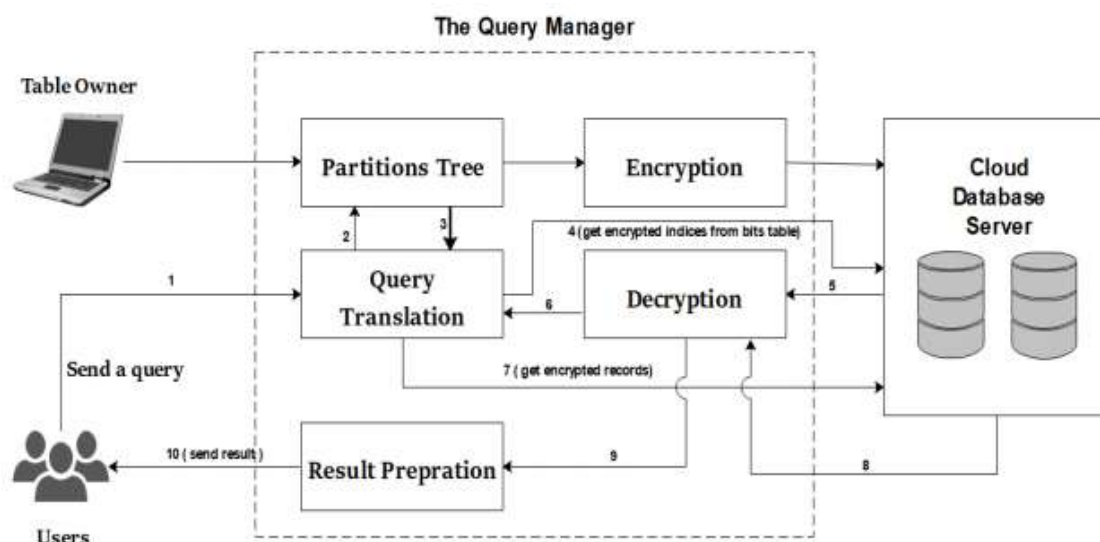 The Query Manager
Table Owner
Partitions Tree
Encryption
Cloud
Database
Server
2
3
4 (get encrypted indices from bits table)
1
Query
Translation
6
Decryption
5
Send a query
7 ( get encrypted records)
10 ( send result )
Result Prepration
9
8
Users